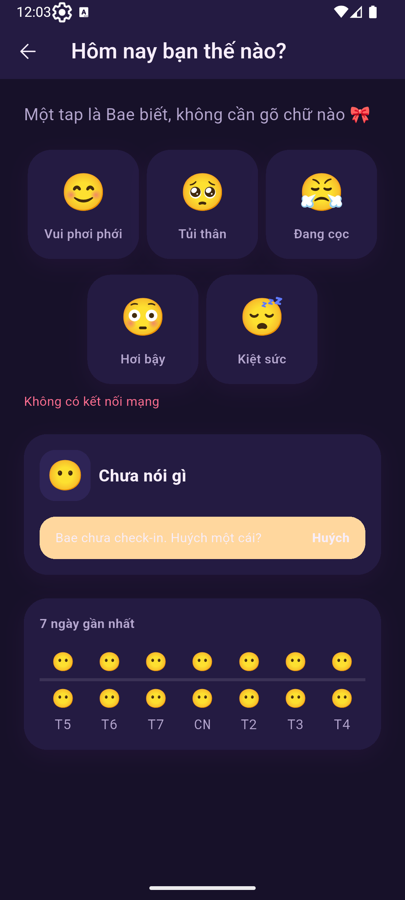 12:03
A
Hôm nay bạn thế nào?
Một tap là Bae biết, không cần gõ chữ nào 🎀
Vui phơi phới Tủi thân Đang cọc
Hơi bậy Kiệt sức
Không có kết nối mạng
Chưa nói gì
Bae chưa check-in. Huých một cái? Huých
7 ngày gần nhất
T5 T6 T7 CN T2 T3 T4